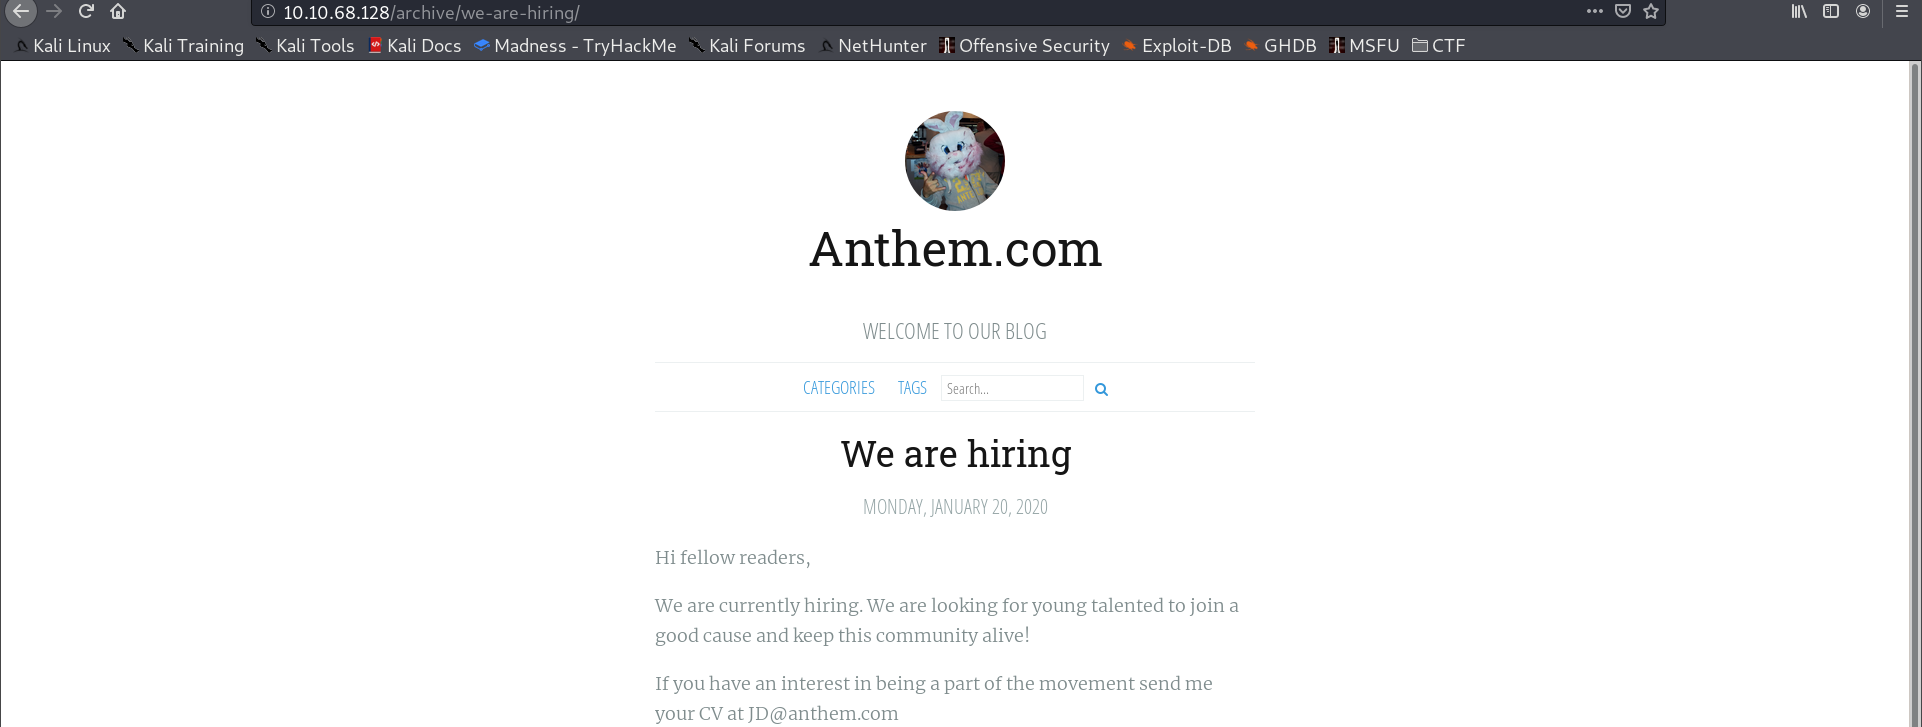 10.10.68.128/archive/we-are-hiring/
Kali Linux Kali Training Kali Tools Kali Docs Madness - TryHackMe Kali Forums NetHunter Offensive Security Exploit-DB GHDB MSFU CTF
Anthem.com
WELCOME TO OUR BLOG
CATEGORIES TAGS Search...
We are hiring
MONDAY, JANUARY 20, 2020
Hi fellow readers,
We are currently hiring. We are looking for young talented to join a
good cause and keep this community alive!
If you have an interest in being a part of the movement send me
your CV at JD@anthem.com